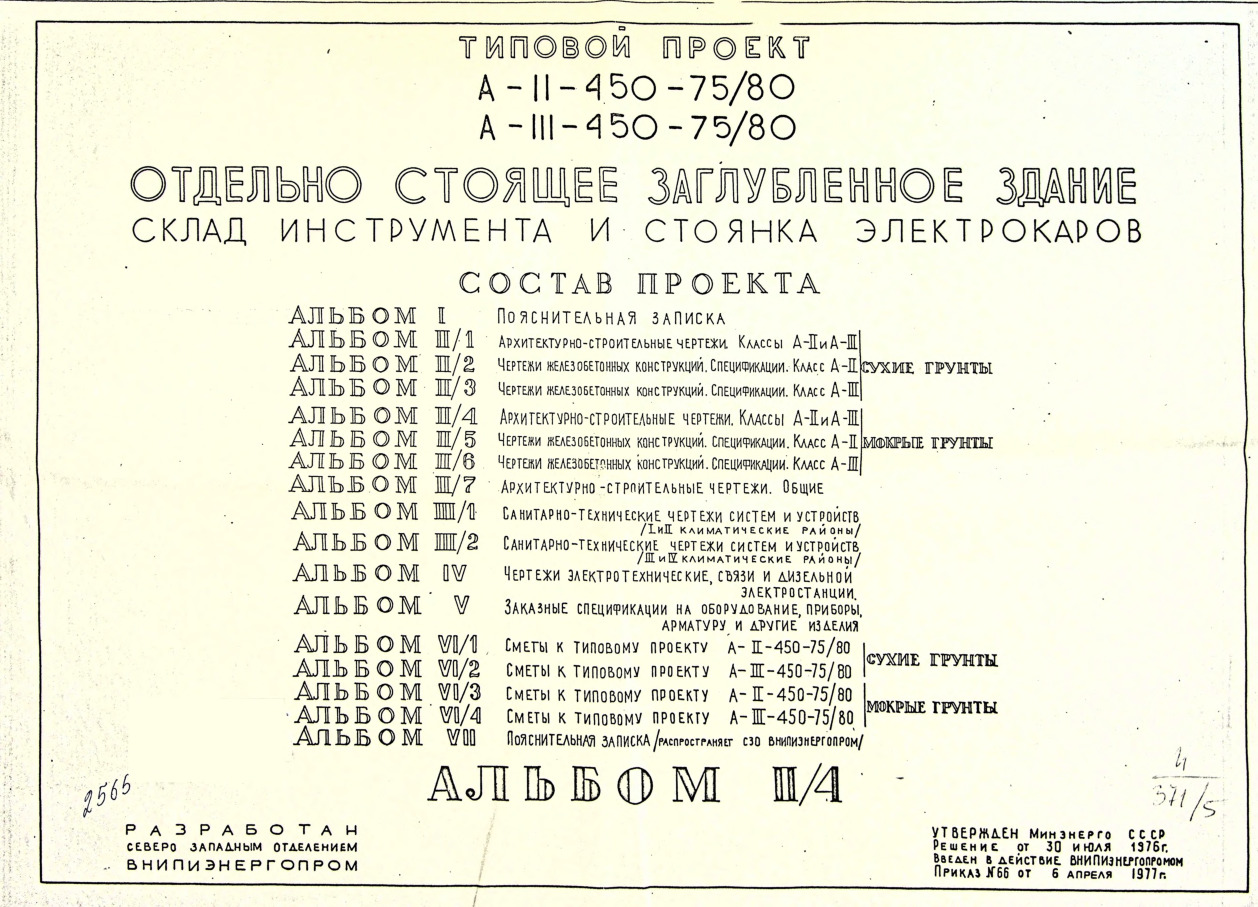 ТИПОВОЙ ПРОЕКТ
А-II-450-75/80
А-III-450-75/80
ОТДЕЛЬНО СТОЯЩЕЕ ЗАГЛУБЛЕННОЕ ЗДАНИЕ
СКЛАД ИНСТРУМЕНТА И СТОЯНКА ЭЛЕКТРОКАРОВ
СОСТАВ ПРОЕКТА
АЛЬБОМ I ПОЯСНИТЕЛЬНАЯ ЗАПИСКА
АЛЬБОМ II/1 АРХИТЕКТУРНО-СТРОИТЕЛЬНЫЕ ЧЕРТЕЖИ. КЛАССЫ А-II и А-III
АЛЬБОМ II/2 ЧЕРТЕЖИ ЖЕЛЕЗОБЕТОННЫХ КОНСТРУКЦИЙ. СПЕЦИФИКАЦИИ. КЛАСС А-II СУХИЕ ГРУНТЫ
АЛЬБОМ II/3 ЧЕРТЕЖИ ЖЕЛЕЗОБЕТОННЫХ КОНСТРУКЦИЙ. СПЕЦИФИКАЦИИ. КЛАСС А-III
АЛЬБОМ II/4 АРХИТЕКТУРНО-СТРОИТЕЛЬНЫЕ ЧЕРТЕЖИ. КЛАССЫ А-II и А-III
АЛЬБОМ II/5 ЧЕРТЕЖИ ЖЕЛЕЗОБЕТОННЫХ КОНСТРУКЦИЙ. СПЕЦИФИКАЦИИ. КЛАСС А-II МОКРЫЕ ГРУНТЫ
АЛЬБОМ II/6 ЧЕРТЕЖИ ЖЕЛЕЗОБЕТОННЫХ КОНСТРУКЦИЙ. СПЕЦИФИКАЦИИ. КЛАСС А-III
АЛЬБОМ II/7 АРХИТЕКТУРНО-СТРОИТЕЛЬНЫЕ ЧЕРТЕЖИ. ОБЩИЕ
АЛЬБОМ III/1 САНИТАРНО-ТЕХНИЧЕСКИЕ ЧЕРТЕЖИ СИСТЕМ И УСТРОЙСТВ
/I и II КЛИМАТИЧЕСКИЕ РАЙОНЫ/
АЛЬБОМ III/2 САНИТАРНО-ТЕХНИЧЕСКИЕ ЧЕРТЕЖИ СИСТЕМ И УСТРОЙСТВ
/III и IV КЛИМАТИЧЕСКИЕ РАЙОНЫ/
АЛЬБОМ IV ЧЕРТЕЖИ ЭЛЕКТРОТЕХНИЧЕСКИЕ, СВЯЗИ И ДИЗЕЛЬНОЙ
ЭЛЕКТРОСТАНЦИИ.
АЛЬБОМ V ЗАКАЗНЫЕ СПЕЦИФИКАЦИИ НА ОБОРУДОВАНИЕ, ПРИБОРЫ,
АРМАТУРУ И ДРУГИЕ ИЗДЕЛИЯ
АЛЬБОМ VI/1 СМЕТЫ К ТИПОВОМУ ПРОЕКТУ А-II-450-75/80
АЛЬБОМ VI/2 СМЕТЫ К ТИПОВОМУ ПРОЕКТУ А-III-450-75/80 СУХИЕ ГРУНТЫ
АЛЬБОМ VI/3 СМЕТЫ К ТИПОВОМУ ПРОЕКТУ А-II-450-75/80
АЛЬБОМ VI/4 СМЕТЫ К ТИПОВОМУ ПРОЕКТУ А-III-450-75/80 МОКРЫЕ ГРУНТЫ
АЛЬБОМ VII ПОЯСНИТЕЛЬНАЯ ЗАПИСКА /РАСПРОСТРАНЯЕТ СЗО ВНИПИЭНЕРГОПРОМ/
АЛЬБОМ II/4
2565
4
371/5
РАЗРАБОТАН
СЕВЕРО ЗАПАДНЫМ ОТДЕЛЕНИЕМ
ВНИПИЭНЕРГОПРОМ
УТВЕРЖДЕН МИНЭНЕРГО СССР
РЕШЕНИЕ ОТ 30 ИЮЛЯ 1976г.
ВВЕДЕН В ДЕЙСТВИЕ ВНИПИЭНЕРГОПРОМОМ
ПРИКАЗ №66 ОТ 6 АПРЕЛЯ 1977г.